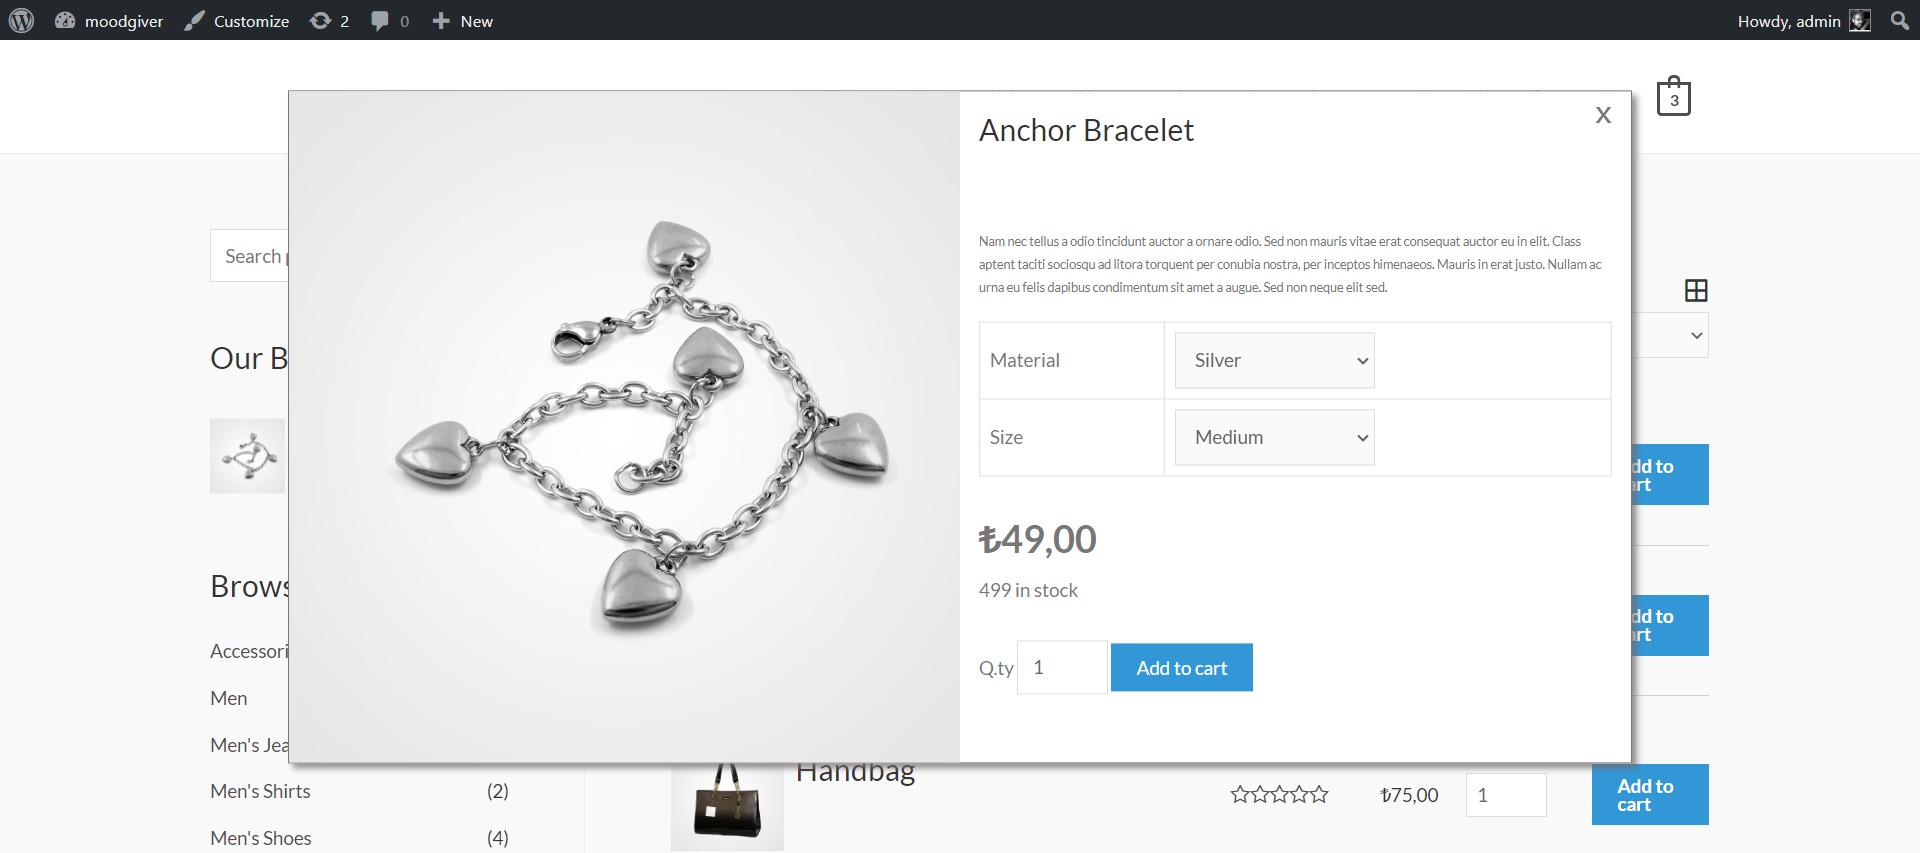 moodgiver Customize 2 0 New Howdy, admin
3
Anchor Bracelet X
Search
Nam nec tellus a odio tincidunt auctor a ornare odio. Sed non mauris vitae erat consequat auctor eu in elit. Class
aptent taciti sociosqu ad litora torquent per conubia nostra, per inceptos himenaeos. Mauris in erat justo. Nullam ac
urna eu felis dapibus condimentum sit amet a augue. Sed non neque elit sed.
Our B
Material Silver
Size Medium
dd to
art
₺49,00
Brows
499 in stock
dd to
art
Accessori
Q.ty 1 Add to cart
Men
Men's Jea
Handbag
Men's Shirts (2)
₺75,00 1 Add to
cart
Men's Shoes (4)